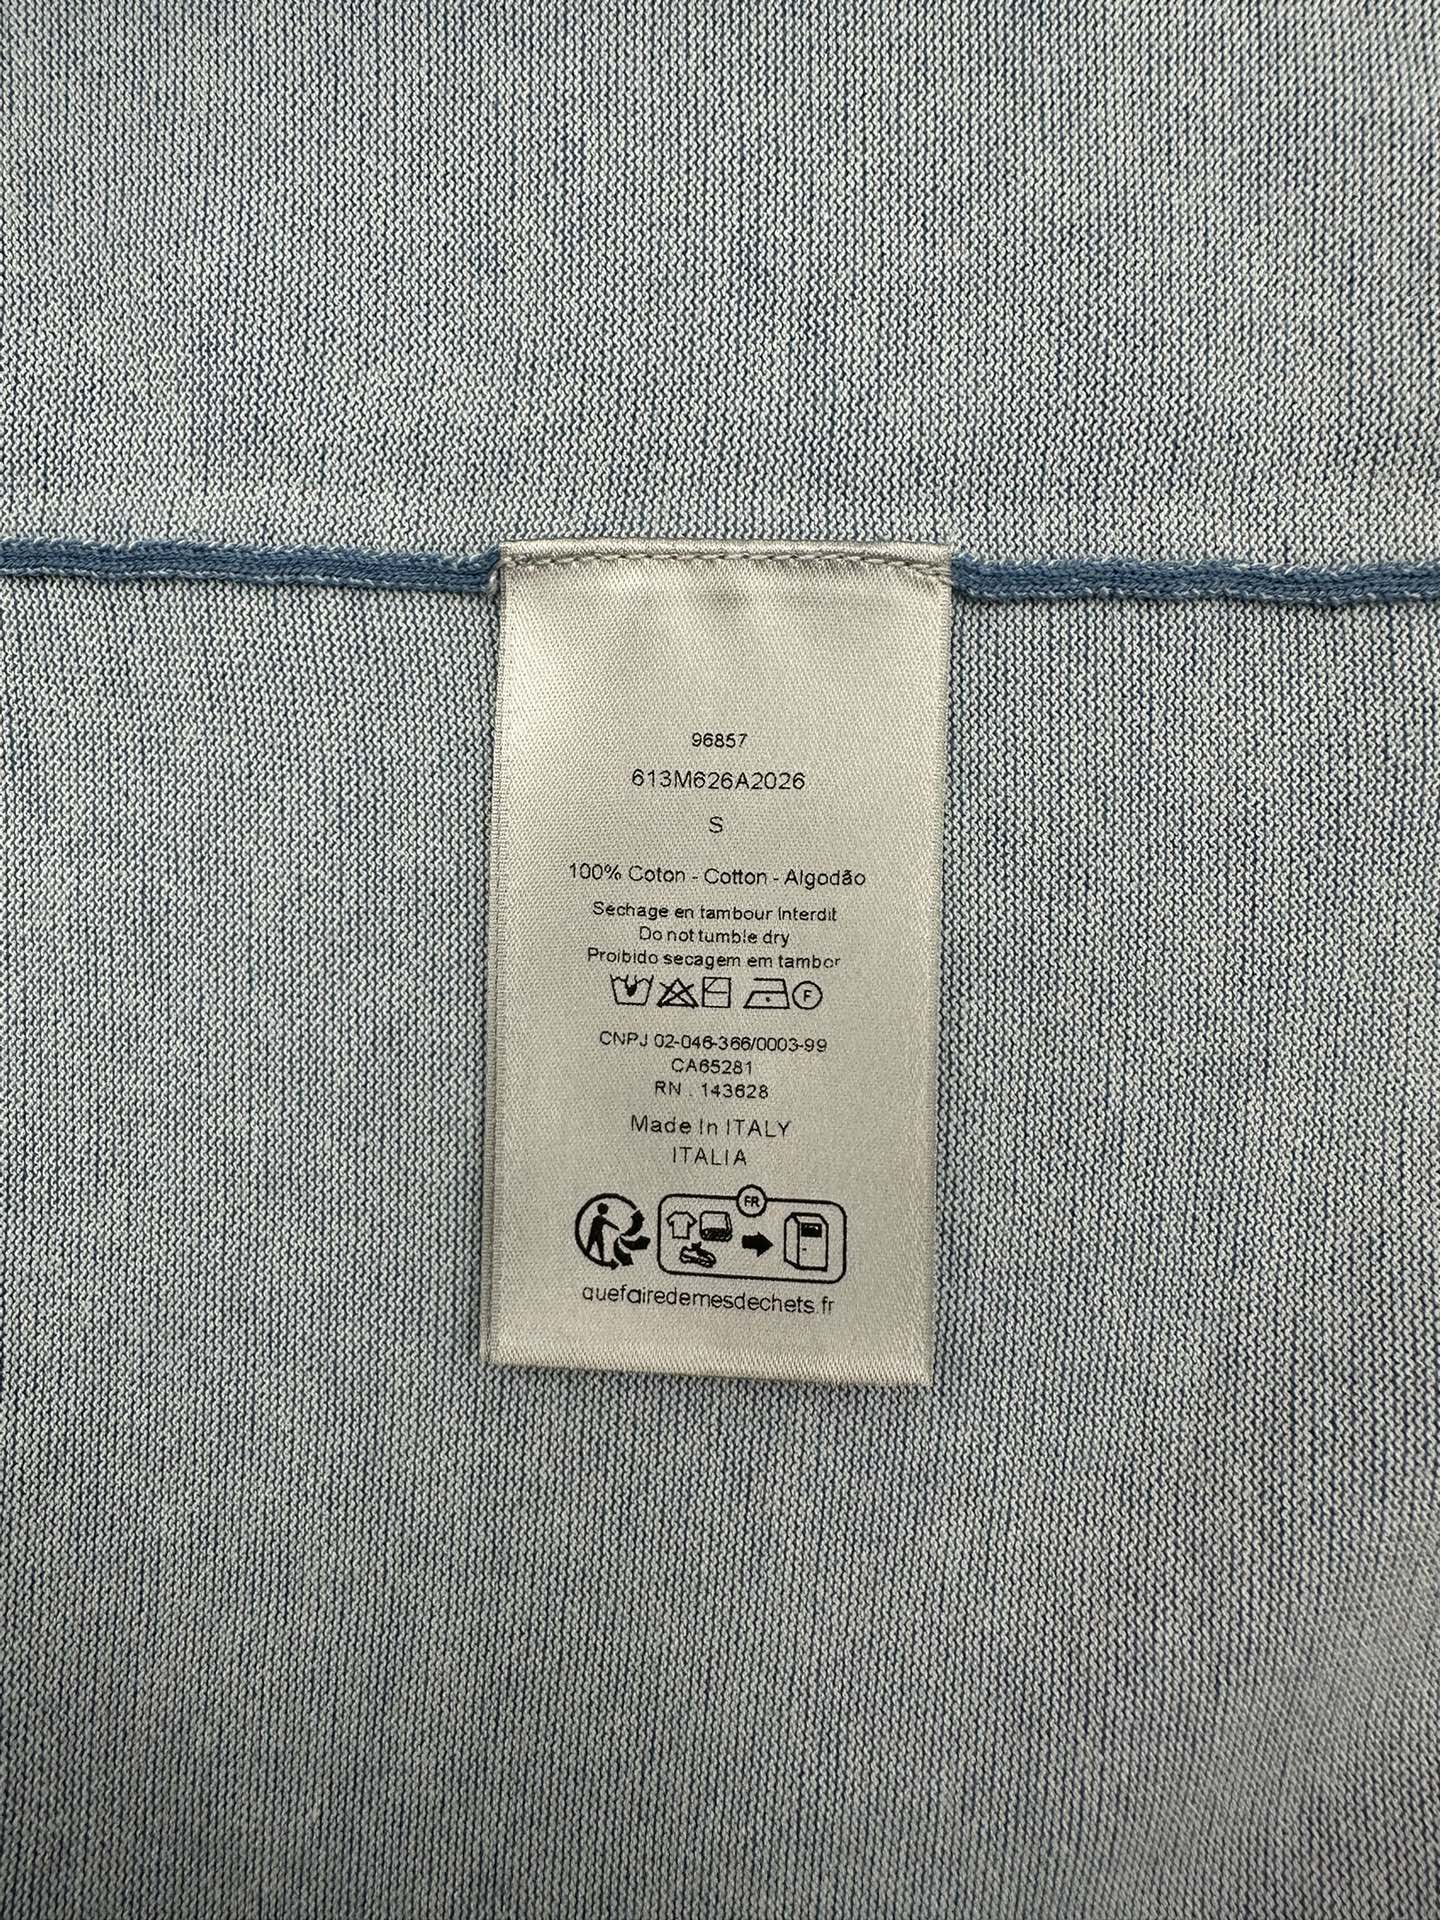 96857
613M626A2026
S
100% Coton - Cotton - Algodão
Séchage en tambour Interdit
Do not tumble dry
Proibido secagem em tambor
F
CNPJ 02-046-366/0003-99
CA65281
RN . 143628
Made In ITALY
ITALIA
FR
quefairedemesdechets.fr